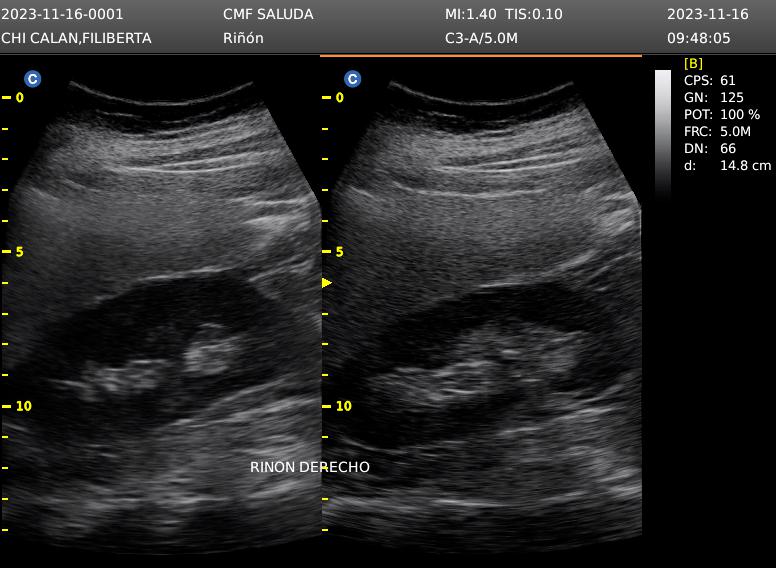 2023-11-16-0001 CMF SALUDA MI:1.40 TIS:0.10 2023-11-16
CHI CALAN,FILIBERTA Riñón C3-A/5.0M 09:48:05
[B]
C C
CPS: 61
0 0
GN: 125
POT: 100 %
FRC: 5.0M
DN: 66
d: 14.8 cm
5 5
10 10
RINON DERECHO